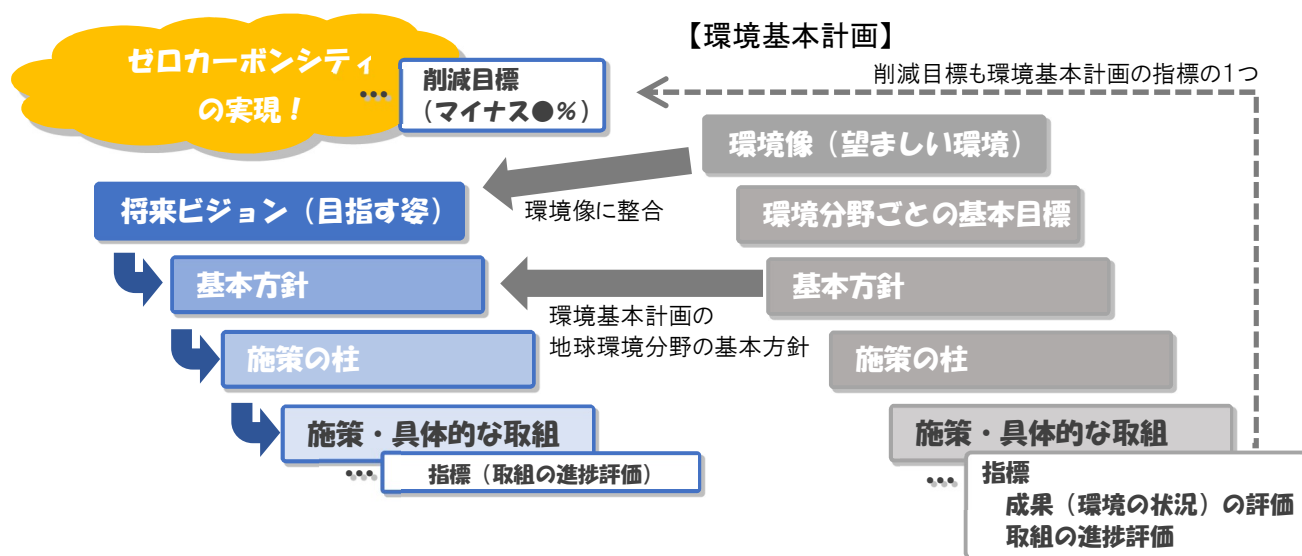 【環境基本計画】
ゼロカーボンシティ
の実現！
…
削減目標
（マイナス●％）
削減目標も環境基本計画の指標の1つ
環境像（望ましい環境）
将来ビジョン（目指す姿）
環境像に整合
環境分野ごとの基本目標
基本方針
基本方針
環境基本計画の
地球環境分野の基本方針
施策の柱
施策の柱
施策・具体的な取組
施策・具体的な取組
…
指標（取組の進捗評価）
…
指標
成果（環境の状況）の評価
取組の進捗評価